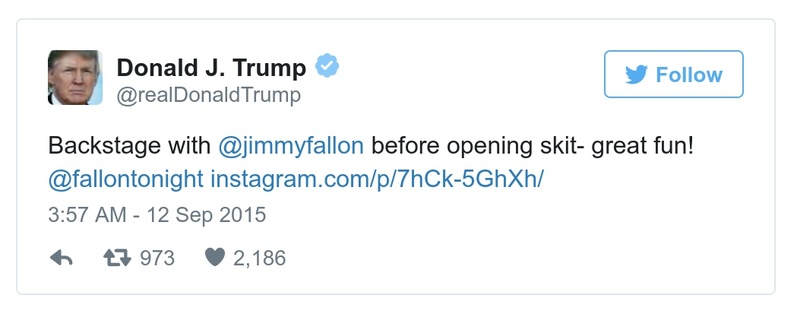 Donald J. Trump
@realDonaldTrump
Follow
Backstage with @jimmyfallon before opening skit- great fun!
@fallontonight instagram.com/p/7hCk-5GhXh/
3:57 AM - 12 Sep 2015
973 2,186